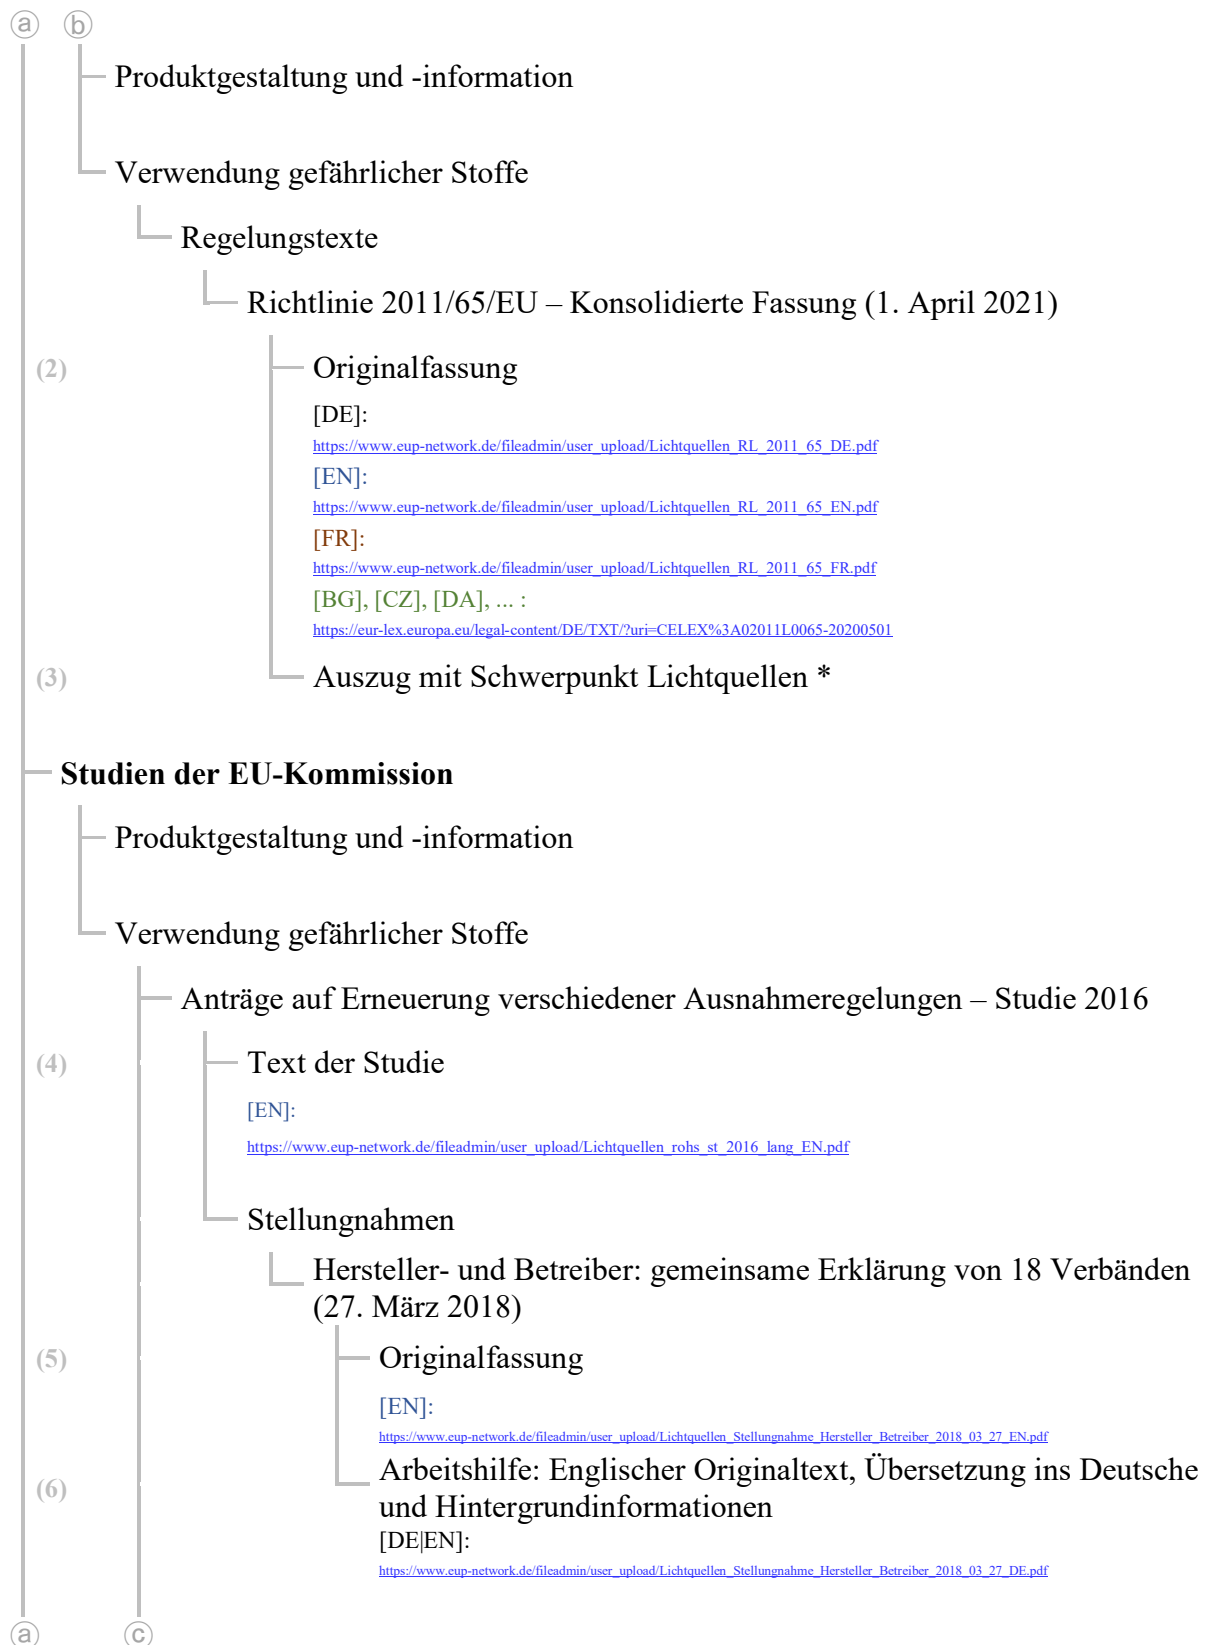 ⓐ ⓑ
Produktgestaltung und -information
Verwendung gefährlicher Stoffe
Regelungstexte
Richtlinie 2011/65/EU – Konsolidierte Fassung (1. April 2021)
(2) Originalfassung
[DE]:
https://www.eup-network.de/fileadmin/user_upload/Lichtquellen_RL_2011_65_DE.pdf
[EN]:
https://www.eup-network.de/fileadmin/user_upload/Lichtquellen_RL_2011_65_EN.pdf
[FR]:
https://www.eup-network.de/fileadmin/user_upload/Lichtquellen_RL_2011_65_FR.pdf
[BG], [CZ], [DA], ... :
https://eur-lex.europa.eu/legal-content/DE/TXT/?uri=CELEX%3A02011L0065-20200501
(3) Auszug mit Schwerpunkt Lichtquellen *
Studien der EU-Kommission
Produktgestaltung und -information
Verwendung gefährlicher Stoffe
Anträge auf Erneuerung verschiedener Ausnahmeregelungen – Studie 2016
(4) Text der Studie
[EN]:
https://www.eup-network.de/fileadmin/user_upload/Lichtquellen_rohs_st_2016_lang_EN.pdf
Stellungnahmen
Hersteller- und Betreiber: gemeinsame Erklärung von 18 Verbänden
(27. März 2018)
(5) Originalfassung
[EN]:
https://www.eup-network.de/fileadmin/user_upload/Lichtquellen_Stellungnahme_Hersteller_Betreiber_2018_03_27_EN.pdf
(6) Arbeitshilfe: Englischer Originaltext, Übersetzung ins Deutsche
und Hintergrundinformationen
[DE|EN]:
https://www.eup-network.de/fileadmin/user_upload/Lichtquellen_Stellungnahme_Hersteller_Betreiber_2018_03_27_DE.pdf
ⓐ ⓒ